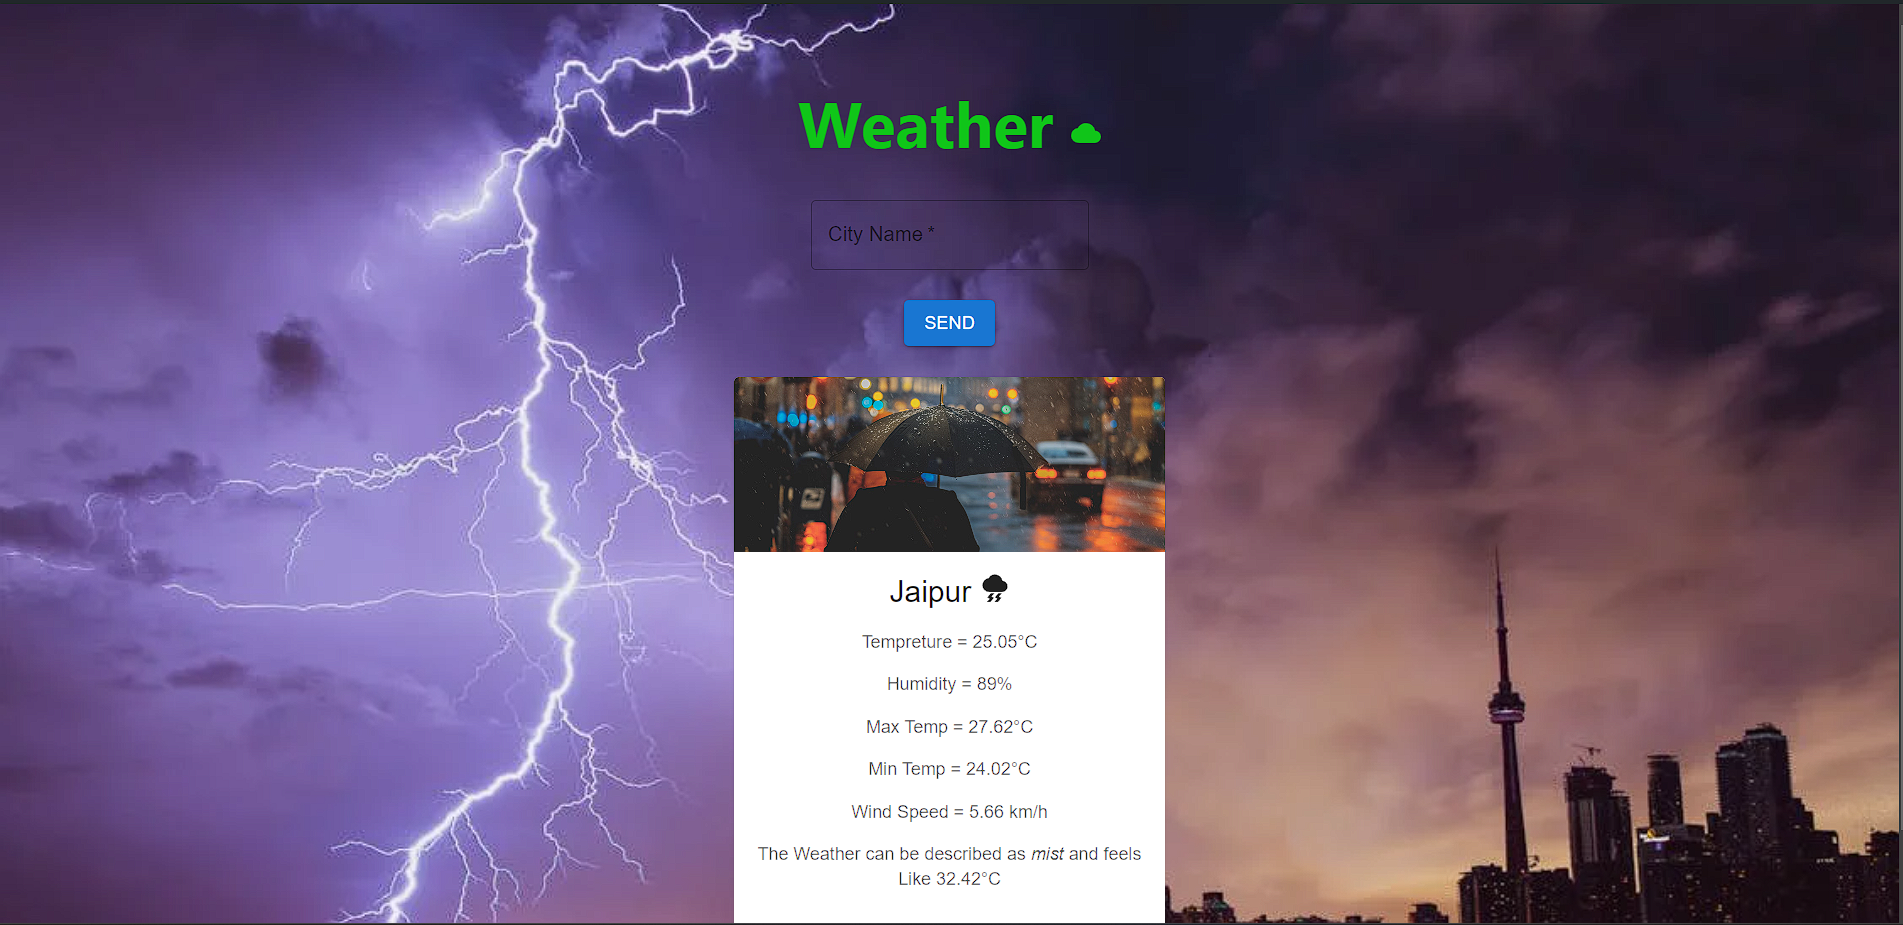 Weather
City Name *
SEND
Jaipur
Tempreture = 25.05°C
Humidity = 89%
Max Temp = 27.62°C
Min Temp = 24.02°C
Wind Speed = 5.66 km/h
The Weather can be described as mist and feels
Like 32.42°C